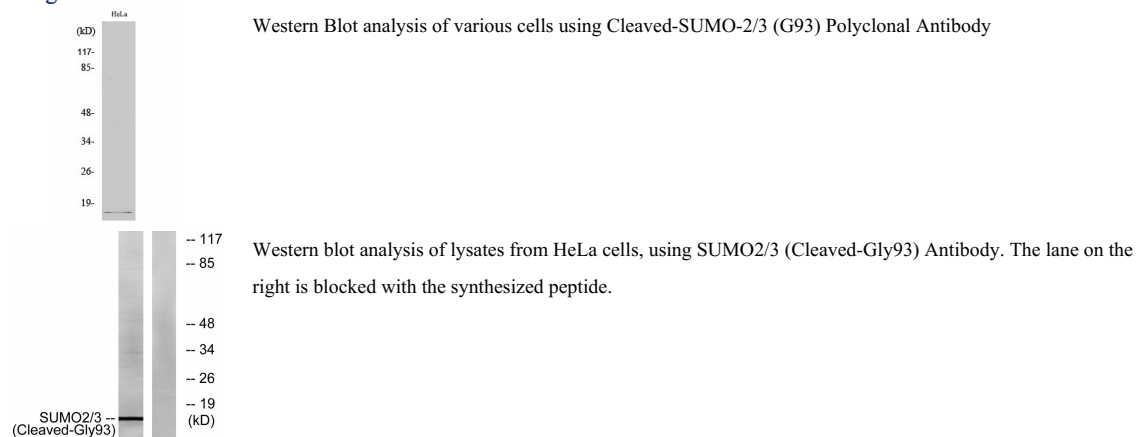 HeLa
(kD)
117-
85-
48-
34-
26-
19-
Western Blot analysis of various cells using Cleaved-SUMO-2/3 (G93) Polyclonal Antibody
-- 117
-- 85
-- 48
-- 34
-- 26
-- 19
(kD)
SUMO2/3 --
(Cleaved-Gly93)
Western blot analysis of lysates from HeLa cells, using SUMO2/3 (Cleaved-Gly93) Antibody. The lane on the
right is blocked with the synthesized peptide.